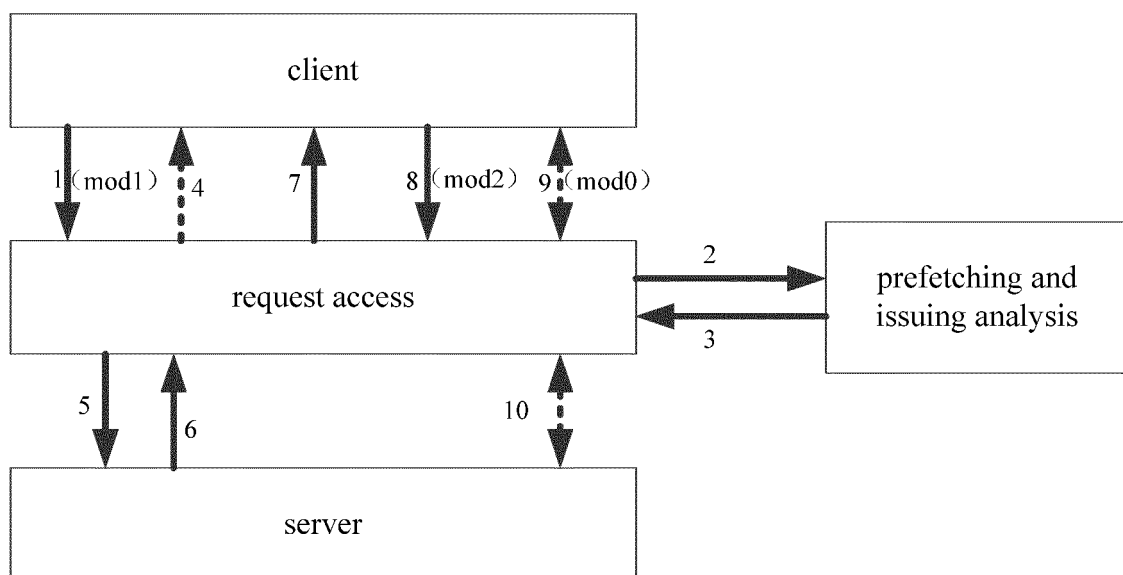 client
1（mod1） 4 7 8（mod2） 9（mod0）
request access
2
prefetching and
issuing analysis
3
5 6 10
server